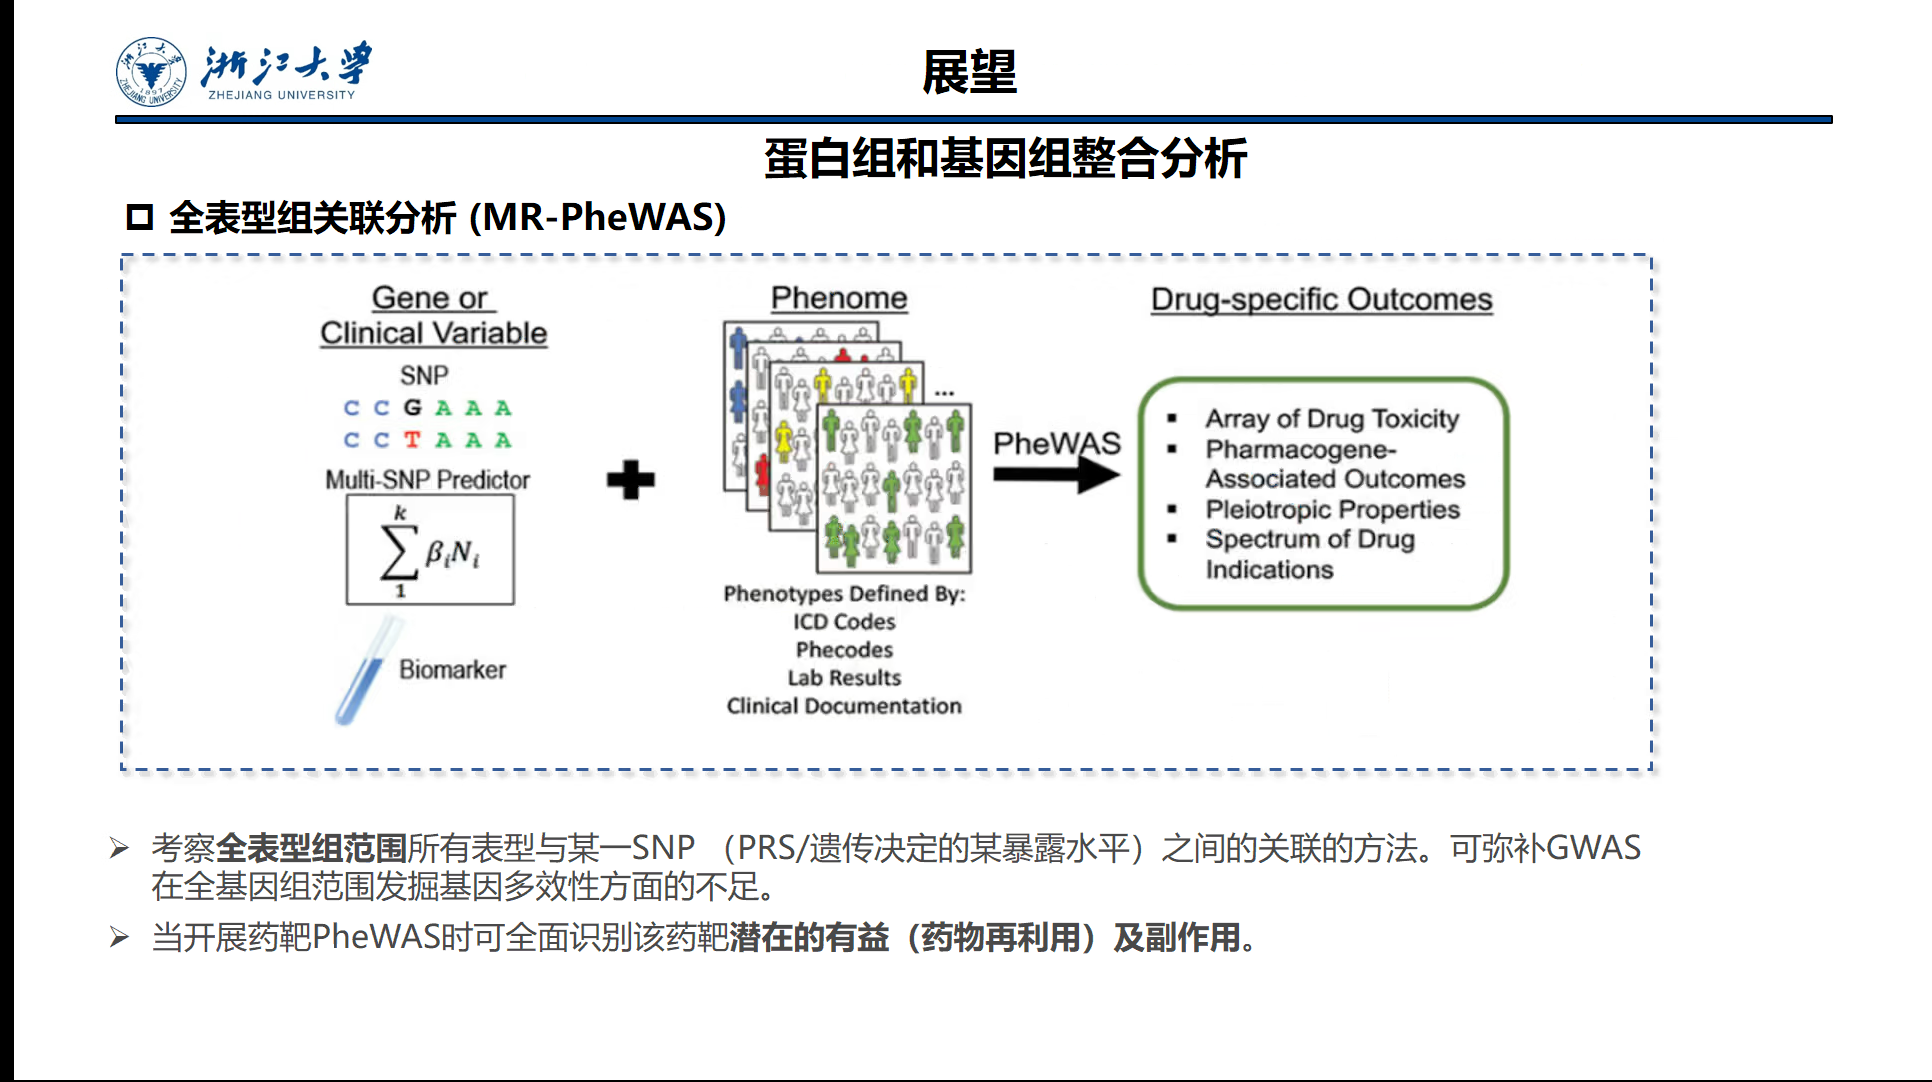 浙江大学
ZHEJIANG UNIVERSITY
展望
蛋白组和基因组整合分析
全表型组关联分析 (MR-PheWAS)
Gene or
Clinical Variable
SNP
C C G A A A
C C T A A A
Multi-SNP Predictor
k
∑ βᵢNᵢ
1
Biomarker
Phenome
...
Phenotypes Defined By:
ICD Codes
Phecodes
Lab Results
Clinical Documentation
PheWAS
Drug-specific Outcomes
Array of Drug Toxicity
Pharmacogene-
Associated Outcomes
Pleiotropic Properties
Spectrum of Drug
Indications
考察全表型组范围所有表型与某一SNP （PRS/遗传决定的某暴露水平）之间的关联的方法。可弥补GWAS
在全基因组范围发掘基因多效性方面的不足。
当开展药靶PheWAS时可全面识别该药靶潜在的有益（药物再利用）及副作用。